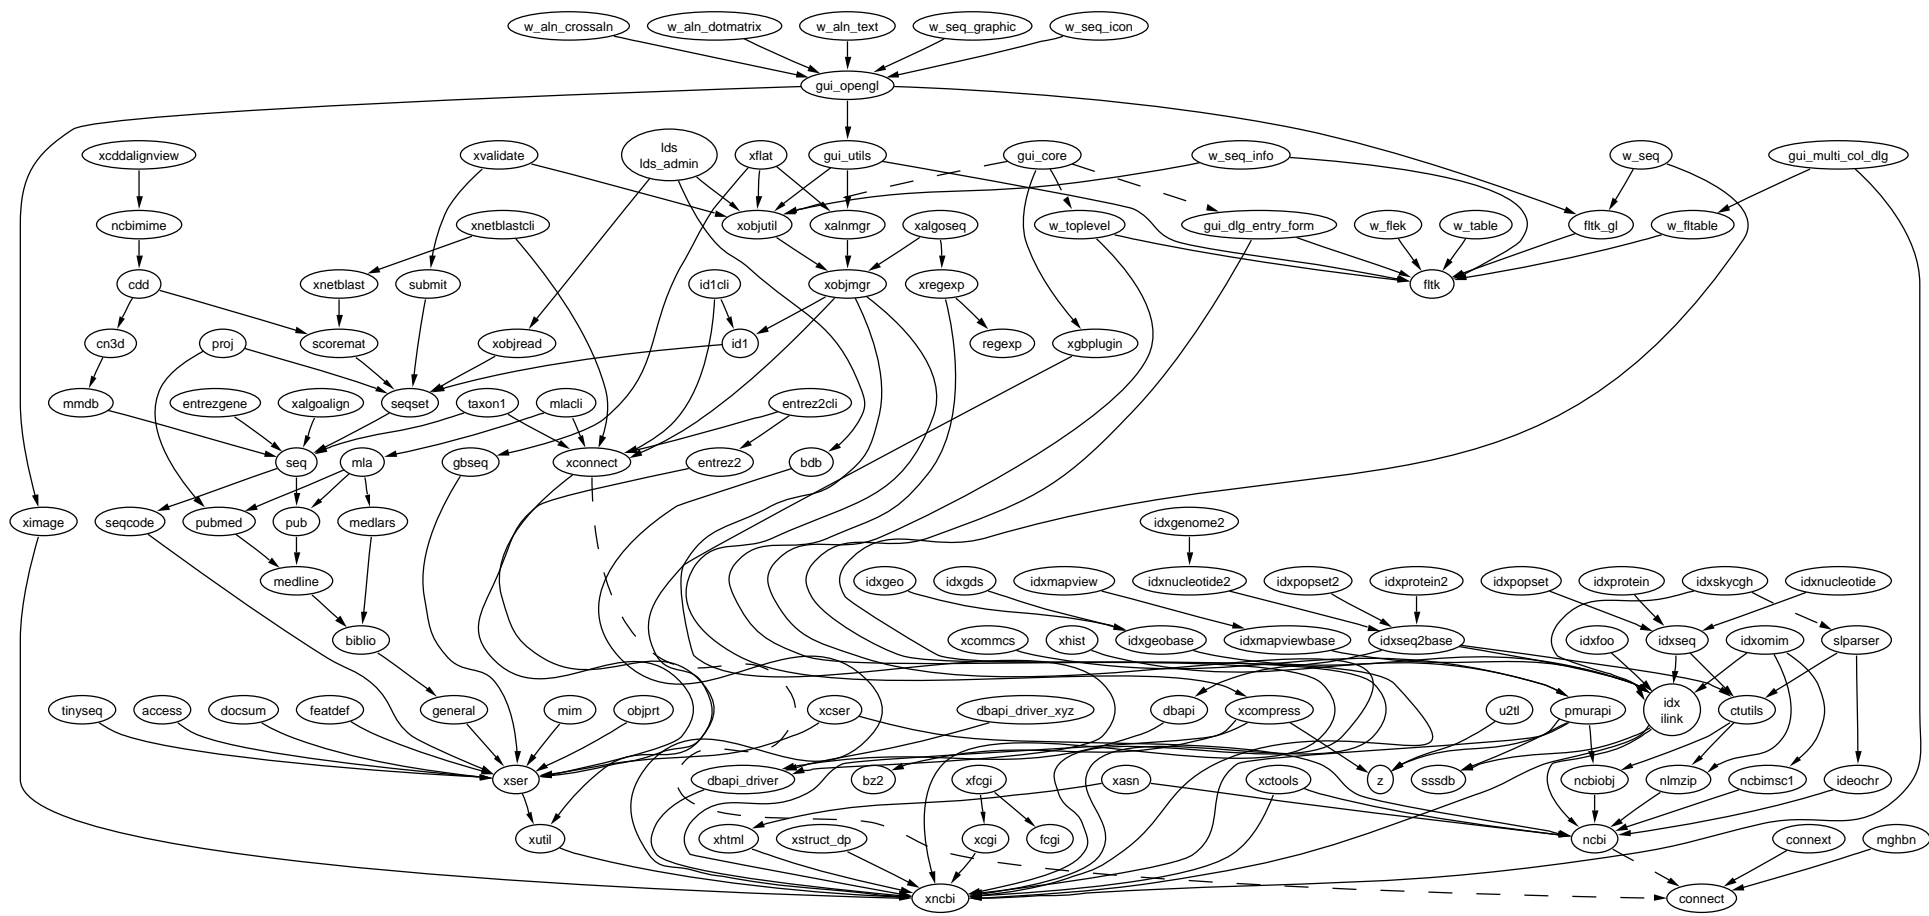 w_aln_crossaln
w_aln_dotmatrix
w_aln_text
w_seq_graphic
w_seq_icon
gui_opengl
xcddalignview
xvalidate
lds
lds_admin
xflat
gui_utils
gui_core
w_seq_info
w_seq
gui_multi_col_dlg
ncbimime
xnetblastcli
xobjutil
xalnmgr
xalgoseq
w_toplevel
gui_dlg_entry_form
w_flek
w_table
fltk_gl
w_fltable
cdd
xnetblast
submit
id1cli
xobjmgr
xregexp
fltk
cn3d
proj
scoremat
xobjread
id1
regexp
xgbplugin
mmdb
entrezgene
xalgoalign
seqset
taxon1
mlacli
entrez2cli
seq
mla
gbseq
xconnect
entrez2
bdb
ximage
seqcode
pubmed
pub
medlars
idxgenome2
medline
idxgeo
idxgds
idxmapview
idxnucleotide2
idxpopset2
idxprotein2
idxpopset
idxprotein
idxskycgh
idxnucleotide
biblio
xcommcs
xhist
idxgeobase
idxmapviewbase
idxseq2base
idxfoo
idxseq
idxomim
slparser
tinyseq
access
docsum
featdef
general
mim
objprt
xcser
dbapi_driver_xyz
dbapi
xcompress
u2tl
pmurapi
idx
ilink
ctutils
xser
dbapi_driver
bz2
xfcgi
xasn
xctools
z
sssdb
ncbiobj
nlmzip
ncbimsc1
ideochr
xutil
xhtml
xstruct_dp
xcgi
fcgi
ncbi
connext
mghbn
xncbi
connect